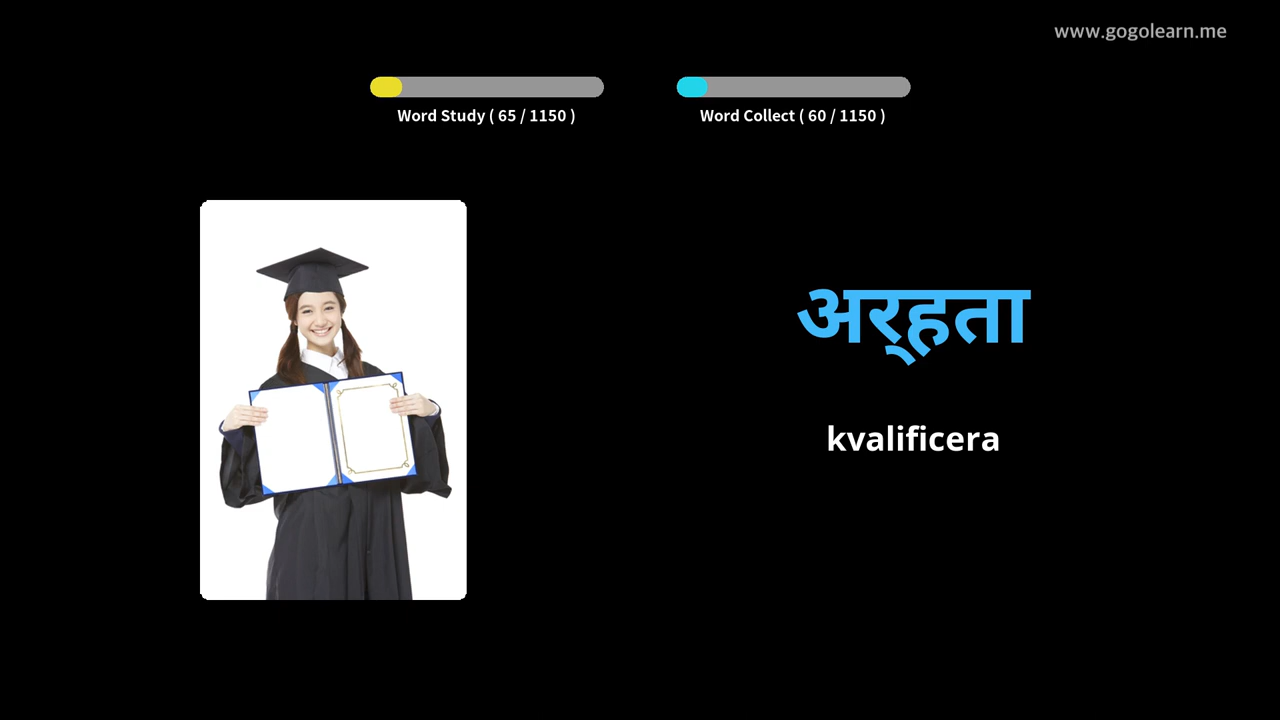 www.gogolearn.me
Word Study ( 65 / 1150 )
Word Collect ( 60 / 1150 )
अर्‍हता
kvalificera